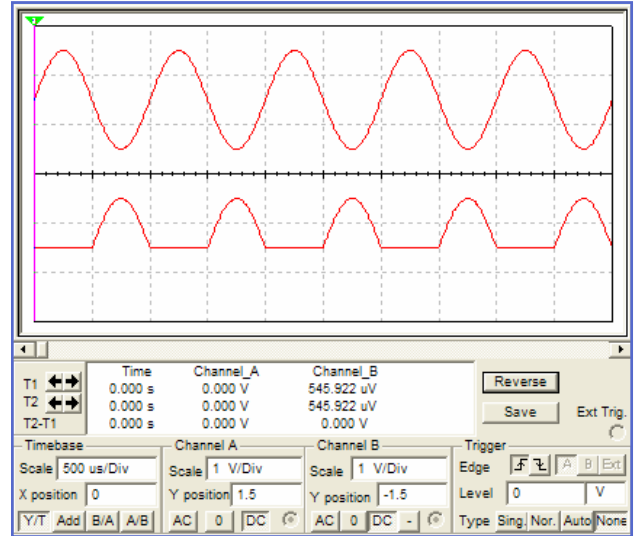 Time Channel_A Channel_B
T1 0.000 s 0.000 V 545.922 uV
T2 0.000 s 0.000 V 545.922 uV
T2-T1 0.000 s 0.000 V 0.000 V
Reverse
Save Ext Trig.
Timebase Channel A Channel B Trigger
Scale 500 us/Div Scale 1 V/Div Scale 1 V/Div Edge A B Ext
X position 0 Y position 1.5 Y position -1.5 Level 0 V
Y/T Add B/A A/B AC 0 DC AC 0 DC - Type Sing. Nor. Auto None